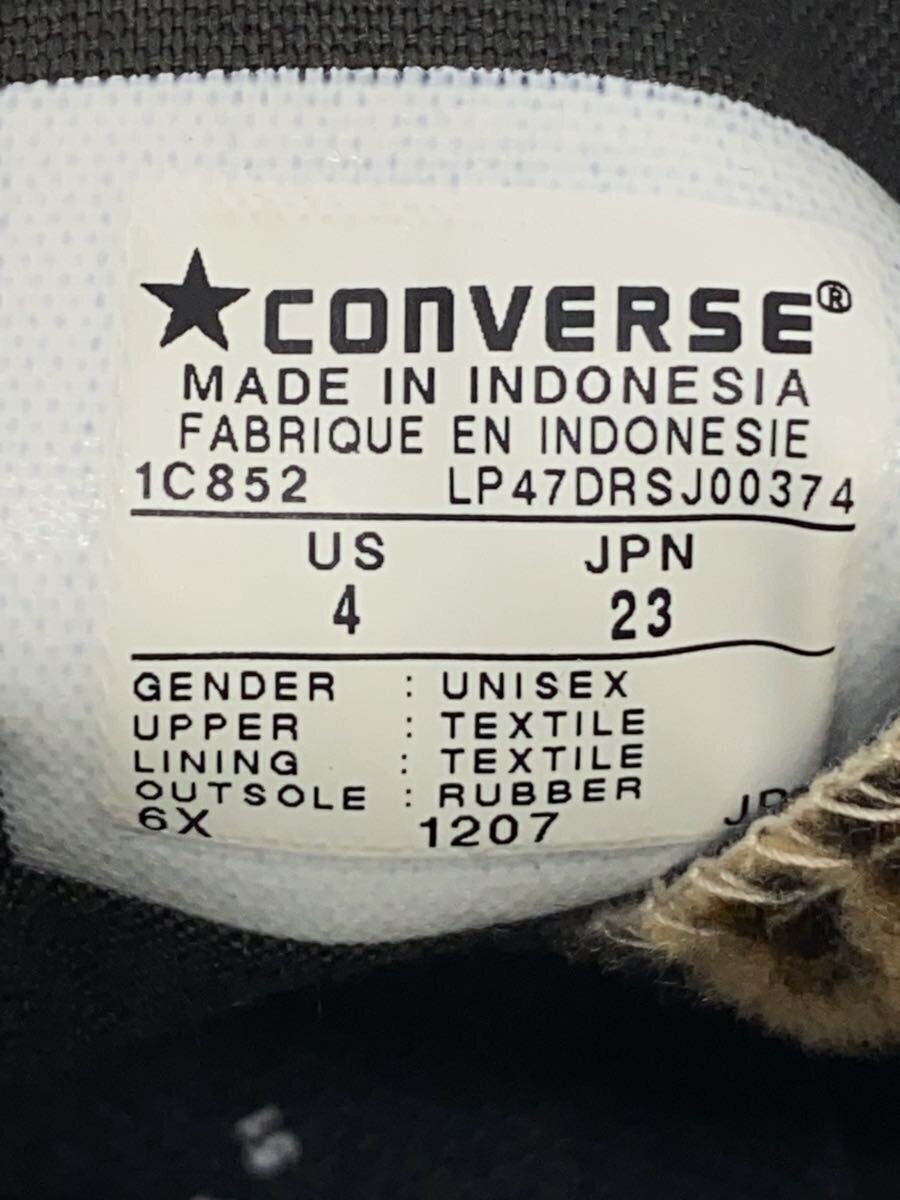 ★CONVERSE®
MADE IN INDONESIA
FABRIQUE EN INDONESIE
1C852 LP47DRSJ00374
US JPN
4 23
GENDER : UNISEX
UPPER : TEXTILE
LINING : TEXTILE
OUTSOLE : RUBBER
6X 1207